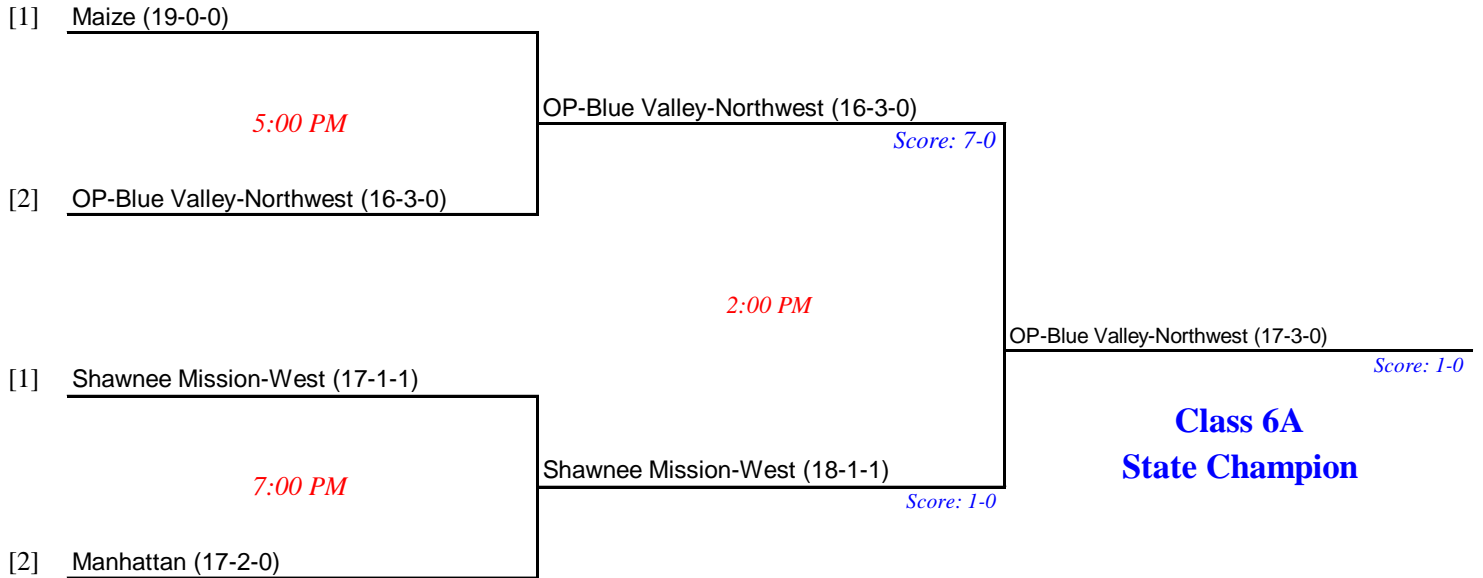 [1] Maize (19-0-0)
OP-Blue Valley-Northwest (16-3-0)
5:00 PM
Score: 7-0
[2] OP-Blue Valley-Northwest (16-3-0)
2:00 PM
OP-Blue Valley-Northwest (17-3-0)
Score: 1-0
[1] Shawnee Mission-West (17-1-1)
Class 6A
State Champion
Shawnee Mission-West (18-1-1)
7:00 PM
Score: 1-0
[2] Manhattan (17-2-0)